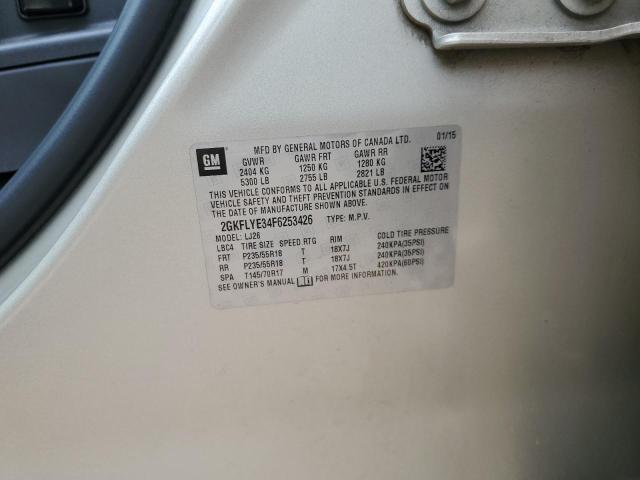 GM
MFD BY GENERAL MOTORS OF CANADA LTD. 01/15
GVWR GAWR FRT GAWR RR
2404 KG 1250 KG 1280 KG
5300 LB 2755 LB 2821 LB
THIS VEHICLE CONFORMS TO ALL APPLICABLE U.S. FEDERAL MOTOR
VEHICLE SAFETY AND THEFT PREVENTION STANDARDS IN EFFECT ON
THE DATE OF MANUFACTURE SHOWN ABOVE.
2GKFLYE34F6253426 TYPE: M.P.V.
MODEL: LJ26
LBC4 TIRE SIZE SPEED RTG RIM COLD TIRE PRESSURE
FRT P235/55R18 T 18X7J 240KPA(35PSI)
RR P235/55R18 T 18X7J 240KPA(35PSI)
SPA T145/70R17 M 17X4.5T 420KPA(60PSI)
SEE OWNER'S MANUAL FOR MORE INFORMATION.